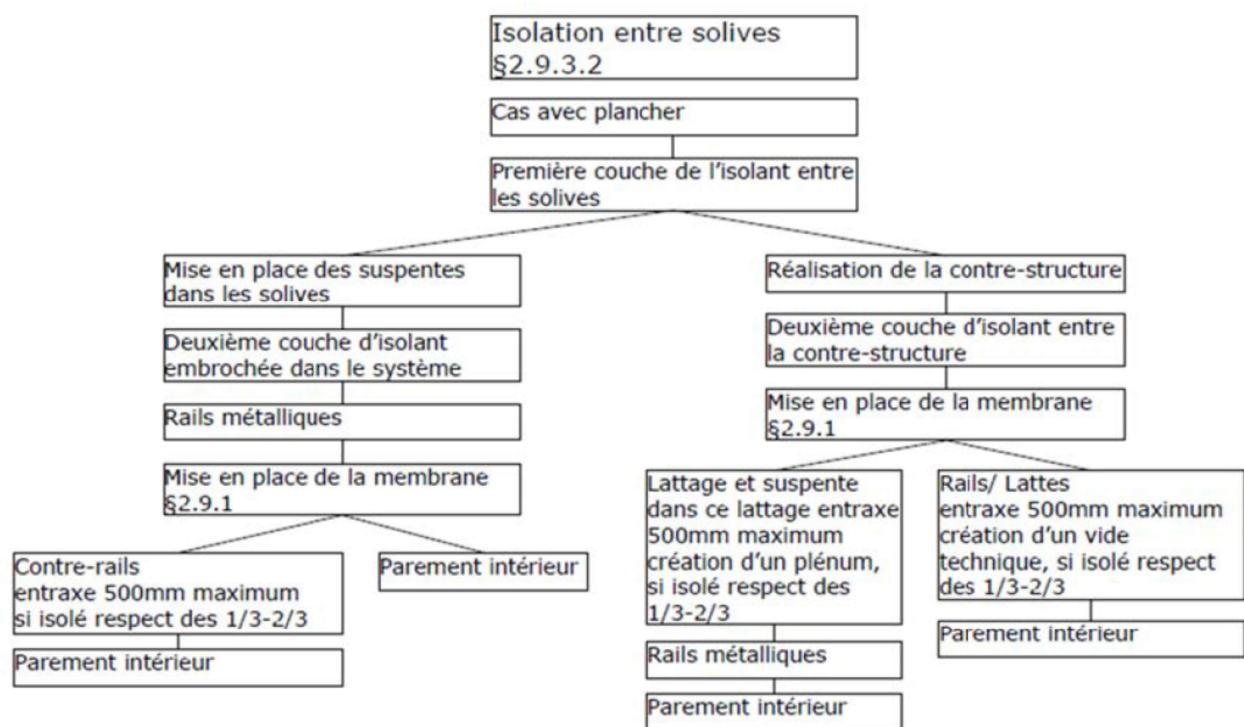 Isolation entre solives
§2.9.3.2
Cas avec plancher
Première couche de l'isolant entre
les solives
Mise en place des suspentes
dans les solives
Deuxième couche d'isolant
embrochée dans le système
Rails métalliques
Mise en place de la membrane
§2.9.1
Contre-rails
entraxe 500mm maximum
si isolé respect des 1/3-2/3
Parement intérieur
Parement intérieur
Réalisation de la contre-structure
Deuxième couche d'isolant entre
la contre-structure
Mise en place de la membrane
§2.9.1
Lattage et suspente
dans ce lattage entraxe
500mm maximum
création d'un plénum,
si isolé respect des
1/3-2/3
Rails métalliques
Parement intérieur
Rails/ Lattes
entraxe 500mm maximum
création d'un vide
technique, si isolé respect
des 1/3-2/3
Parement intérieur